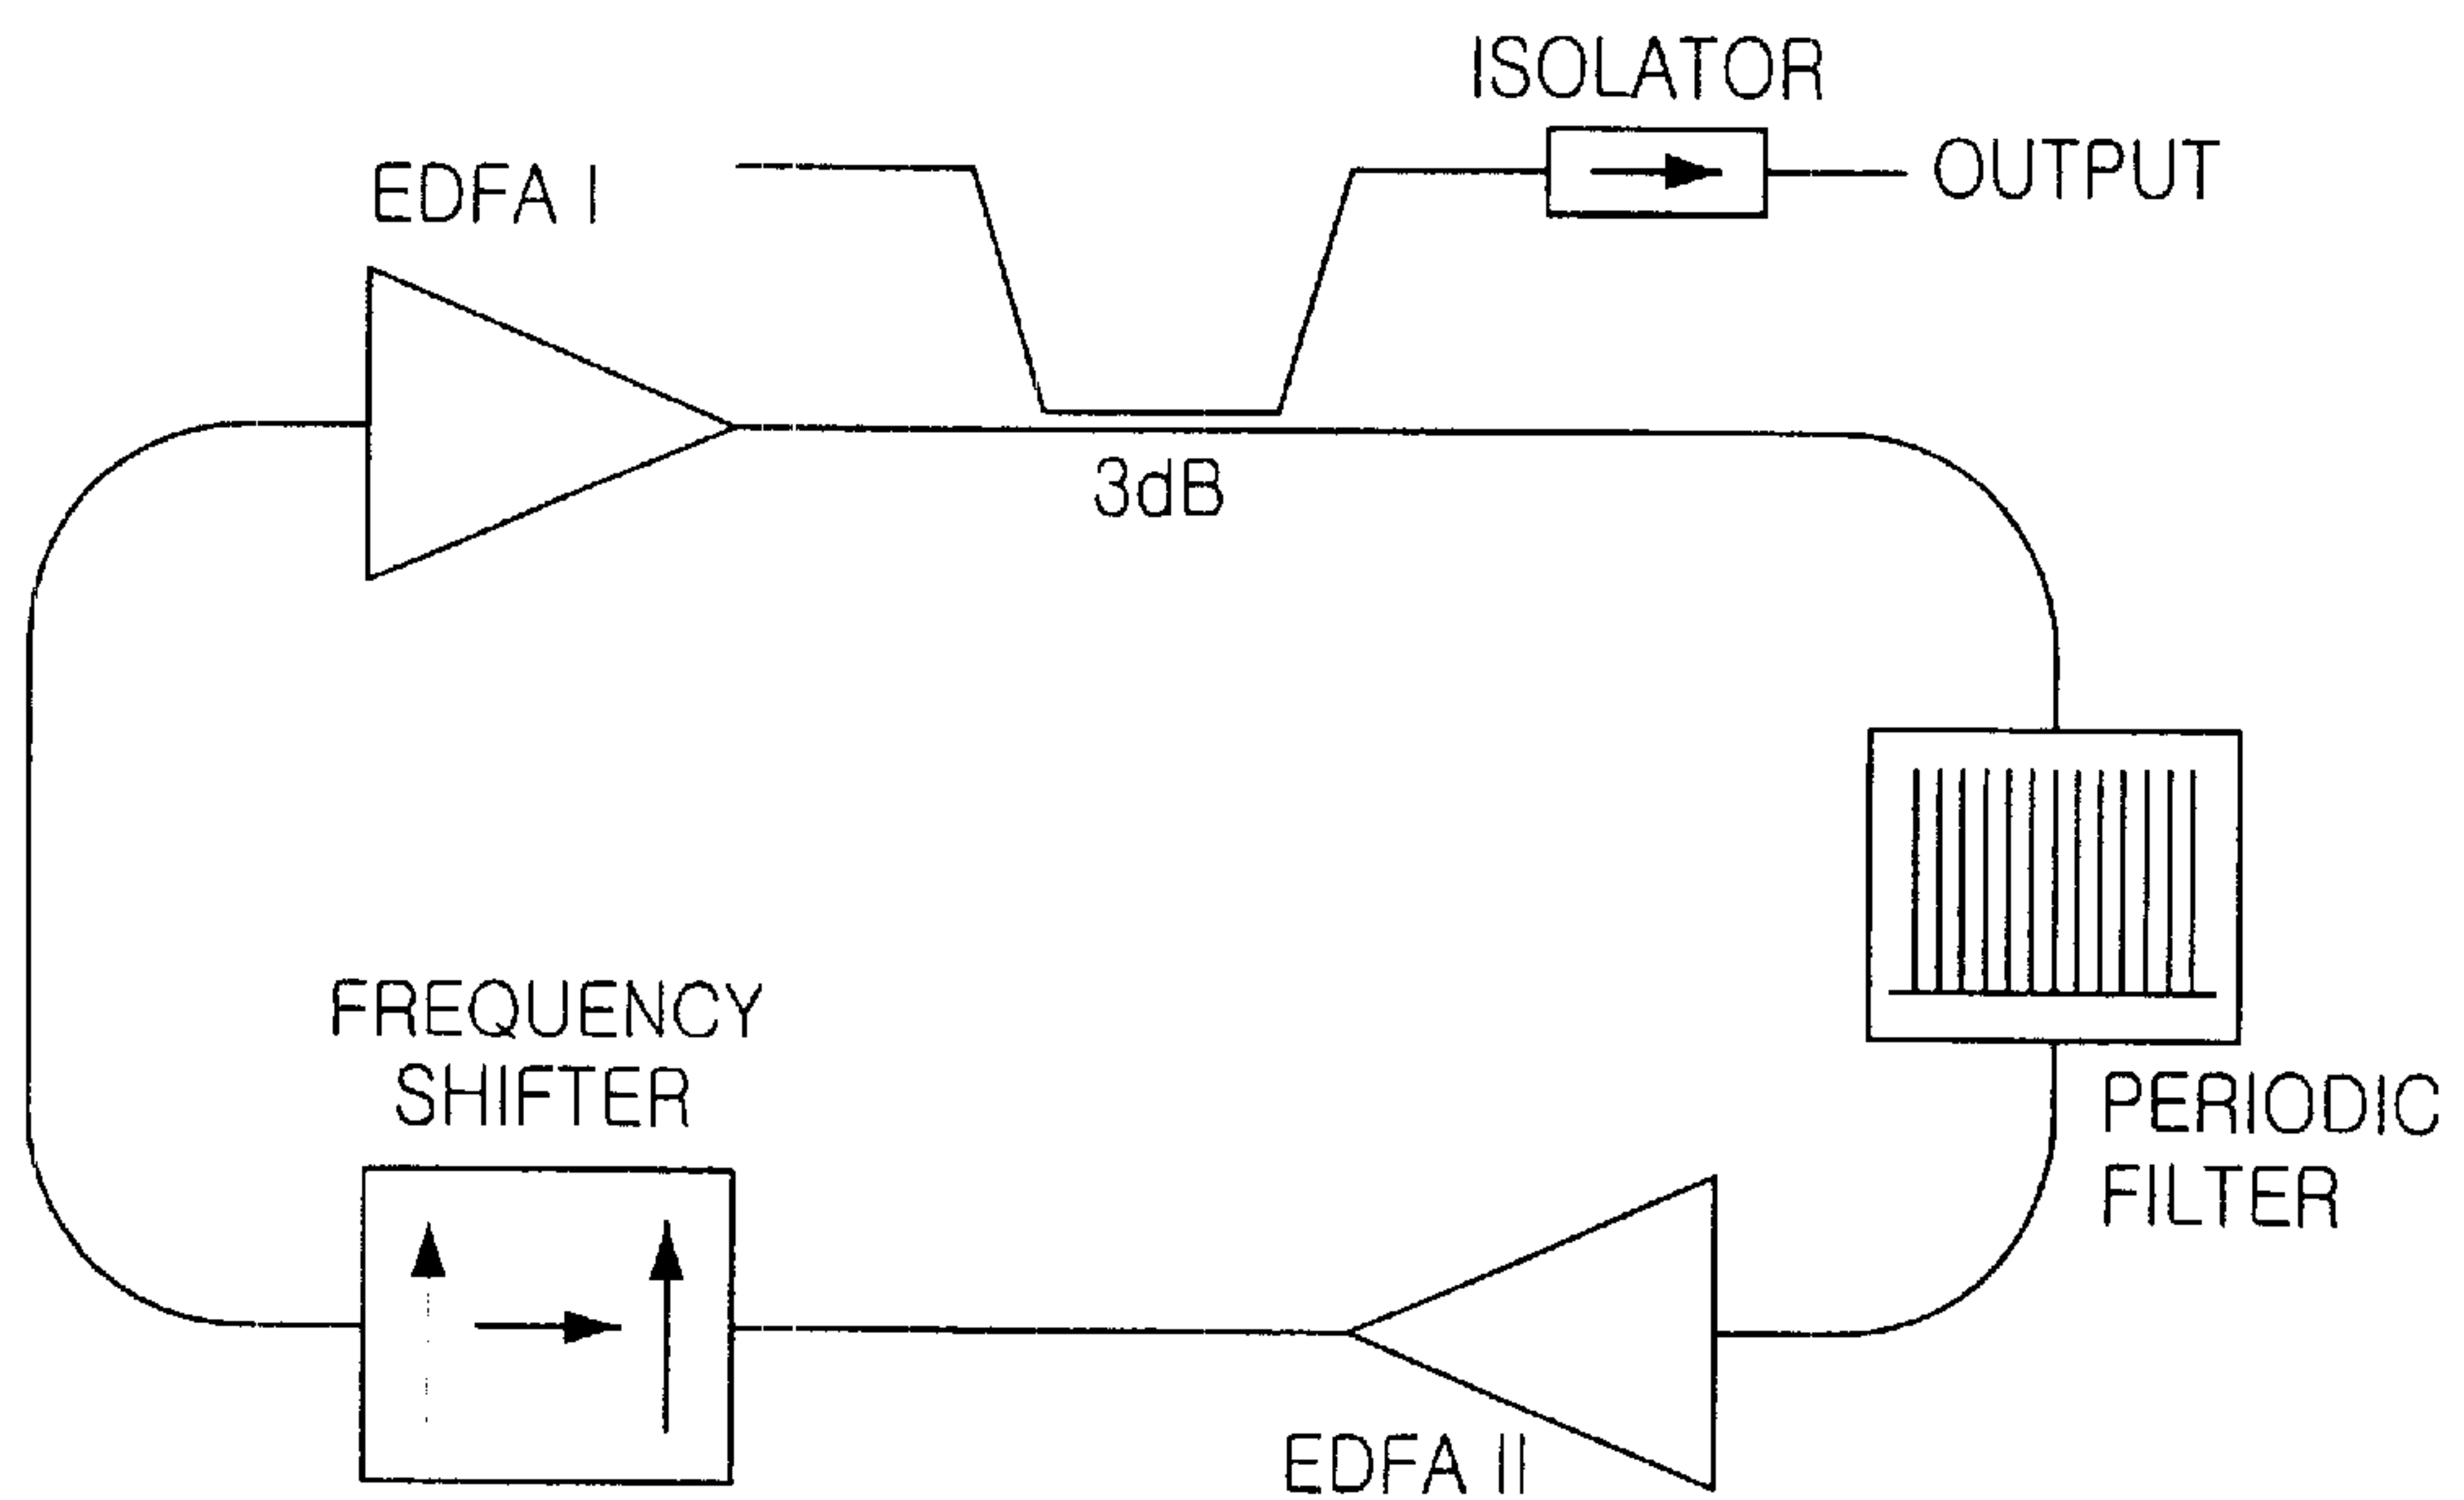 ISOLATOR
OUTPUT
EDFA I
3dB
FREQUENCY
SHIFTER
PERIODIC
FILTER
EDFA II